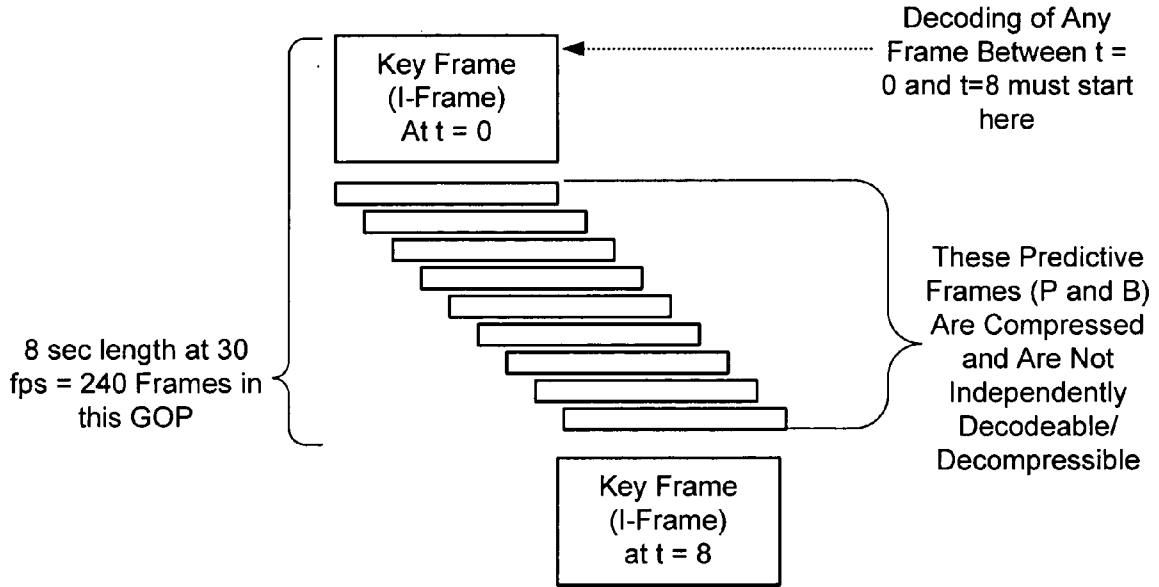 Decoding of Any
Frame Between t =
0 and t=8 must start
here
Key Frame
(I-Frame)
At t = 0
These Predictive
Frames (P and B)
Are Compressed
and Are Not
Independently
Decodeable/
Decompressible
8 sec length at 30
fps = 240 Frames in
this GOP
Key Frame
(I-Frame)
at t = 8